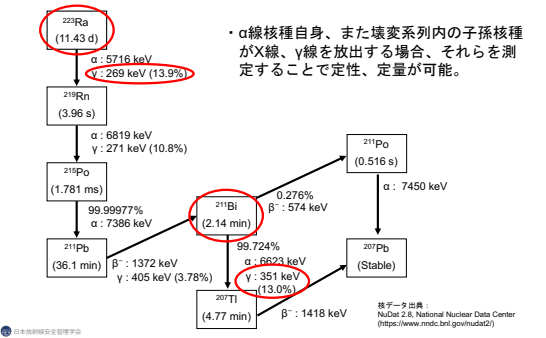 ²²³Ra
(11.43 d)
α : 5716 keV
γ : 269 keV (13.9%)
²¹⁹Rn
(3.96 s)
α : 6819 keV
γ : 271 keV (10.8%)
²¹⁵Po
(1.781 ms)
99.99977%
α : 7386 keV
²¹¹Pb
(36.1 min)
β⁻ : 1372 keV
γ : 405 keV (3.78%)
²¹¹Bi
(2.14 min)
0.276%
β⁻ : 574 keV
²¹¹Po
(0.516 s)
α : 7450 keV
99.724%
α : 6623 keV
γ : 351 keV
(13.0%)
²⁰⁷Tl
(4.77 min)
β⁻ : 1418 keV
²⁰⁷Pb
(Stable)
・α線核種自身、また壊変系列内の子孫核種
がX線、γ線を放出する場合、それらを測
定することで定性、定量が可能。
核データ出典：
NuDat 2.8, National Nuclear Data Center
(https://www.nndc.bnl.gov/nudat2/)
日本放射線安全管理学会